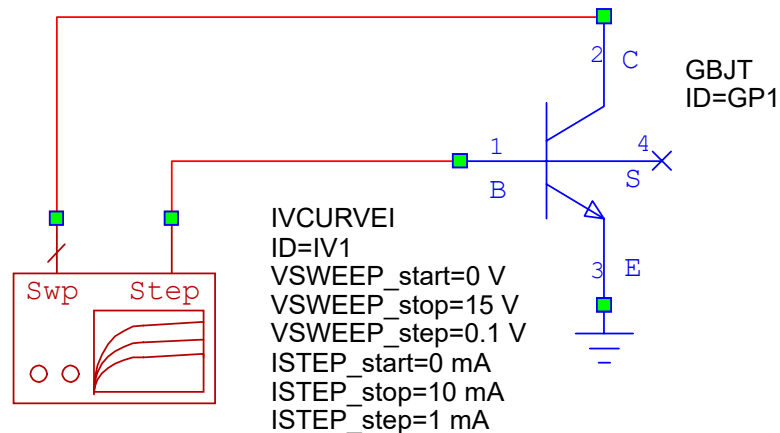 2 C
GBJT
ID=GP1
1
4
B
S
IVCURVEI
ID=IV1
VSWEEP_start=0 V
VSWEEP_stop=15 V
VSWEEP_step=0.1 V
ISTEP_start=0 mA
ISTEP_stop=10 mA
ISTEP_step=1 mA
3 E
Swp Step